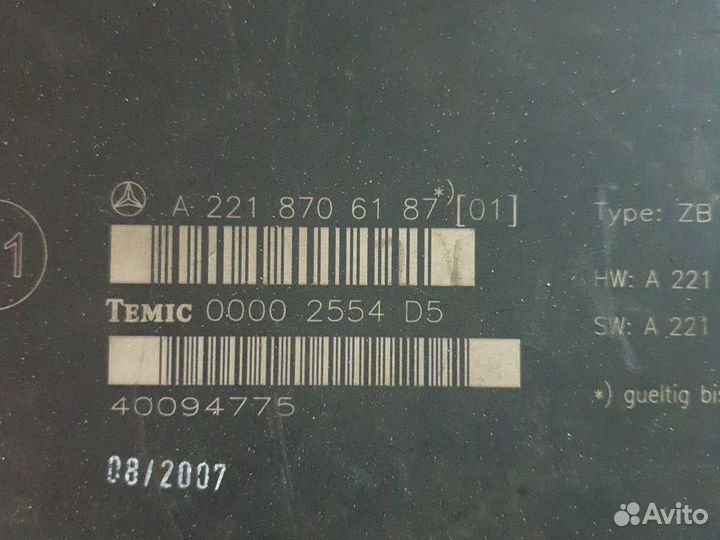 A 221 870 61 87*)[01]
TEMIC 0000 2554 D5
40094775
08/2007
1
Type: ZB
HW: A 221
SW: A 221
*) gueltig bis
Avito